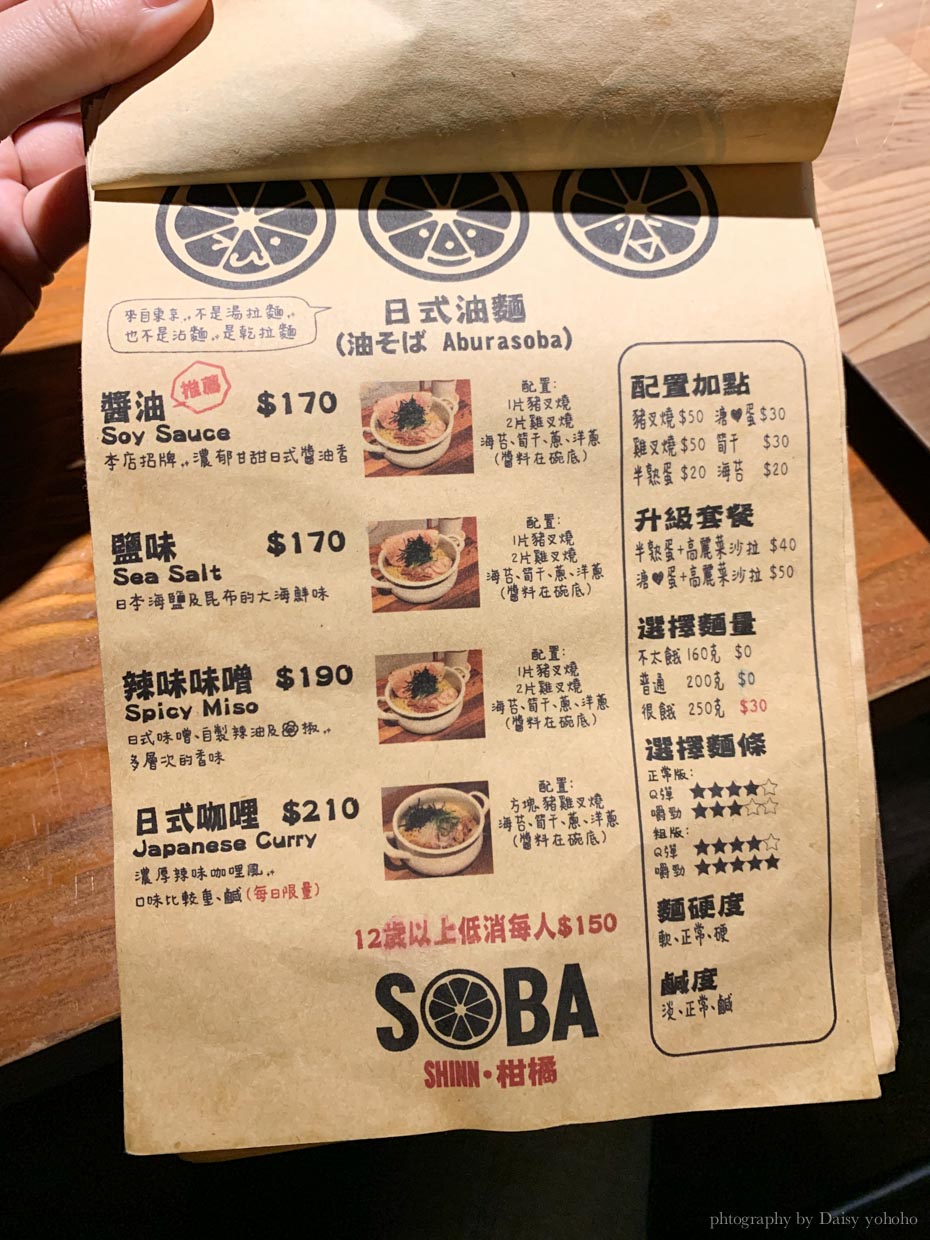 來自東京,,不是湯拉麵,,
也不是沾麵,,是乾拉麵
日式油麵
(油そば Aburasoba)
醬油 推薦 $170
Soy Sauce
本店招牌,,濃郁甘甜日式醬油香
配置:
1片豬叉燒
2片雞叉燒
海苔、筍干、蔥、洋蔥
(醬料在碗底)
鹽味 $170
Sea Salt
日本海鹽及昆布的大海鮮味
配置:
1片豬叉燒
2片雞叉燒
海苔、筍干、蔥、洋蔥
(醬料在碗底)
辣味味噌 $190
Spicy Miso
日式味噌、自製辣油及花椒,,
多層次的香味
配置:
1片豬叉燒
2片雞叉燒
海苔、筍干、蔥、洋蔥
(醬料在碗底)
日式咖哩 $210
Japanese Curry
濃厚辣味咖哩風,,
口味比較重、鹹(每日限量)
配置:
方塊豬雞叉燒
海苔、筍干、蔥、洋蔥
(醬料在碗底)
12歲以上低消每人$150
SOBA
SHINN·柑橘
配置加點
豬叉燒 $50 溏♥蛋 $30
雞叉燒 $50 筍干 $30
半熟蛋 $20 海苔 $20
升級套餐
半熟蛋+高麗菜沙拉 $40
溏♥蛋+高麗菜沙拉 $50
選擇麵量
不太餓 160克 $0
普通 200克 $0
很餓 250克 $30
選擇麵條
正常版:
Q彈 ★★★★☆
嚼勁 ★★★☆☆
粗版:
Q彈 ★★★★☆
嚼勁 ★★★★★
麵硬度
軟、正常、硬
鹹度
淡、正常、鹹
phtography by Daisy yohoho